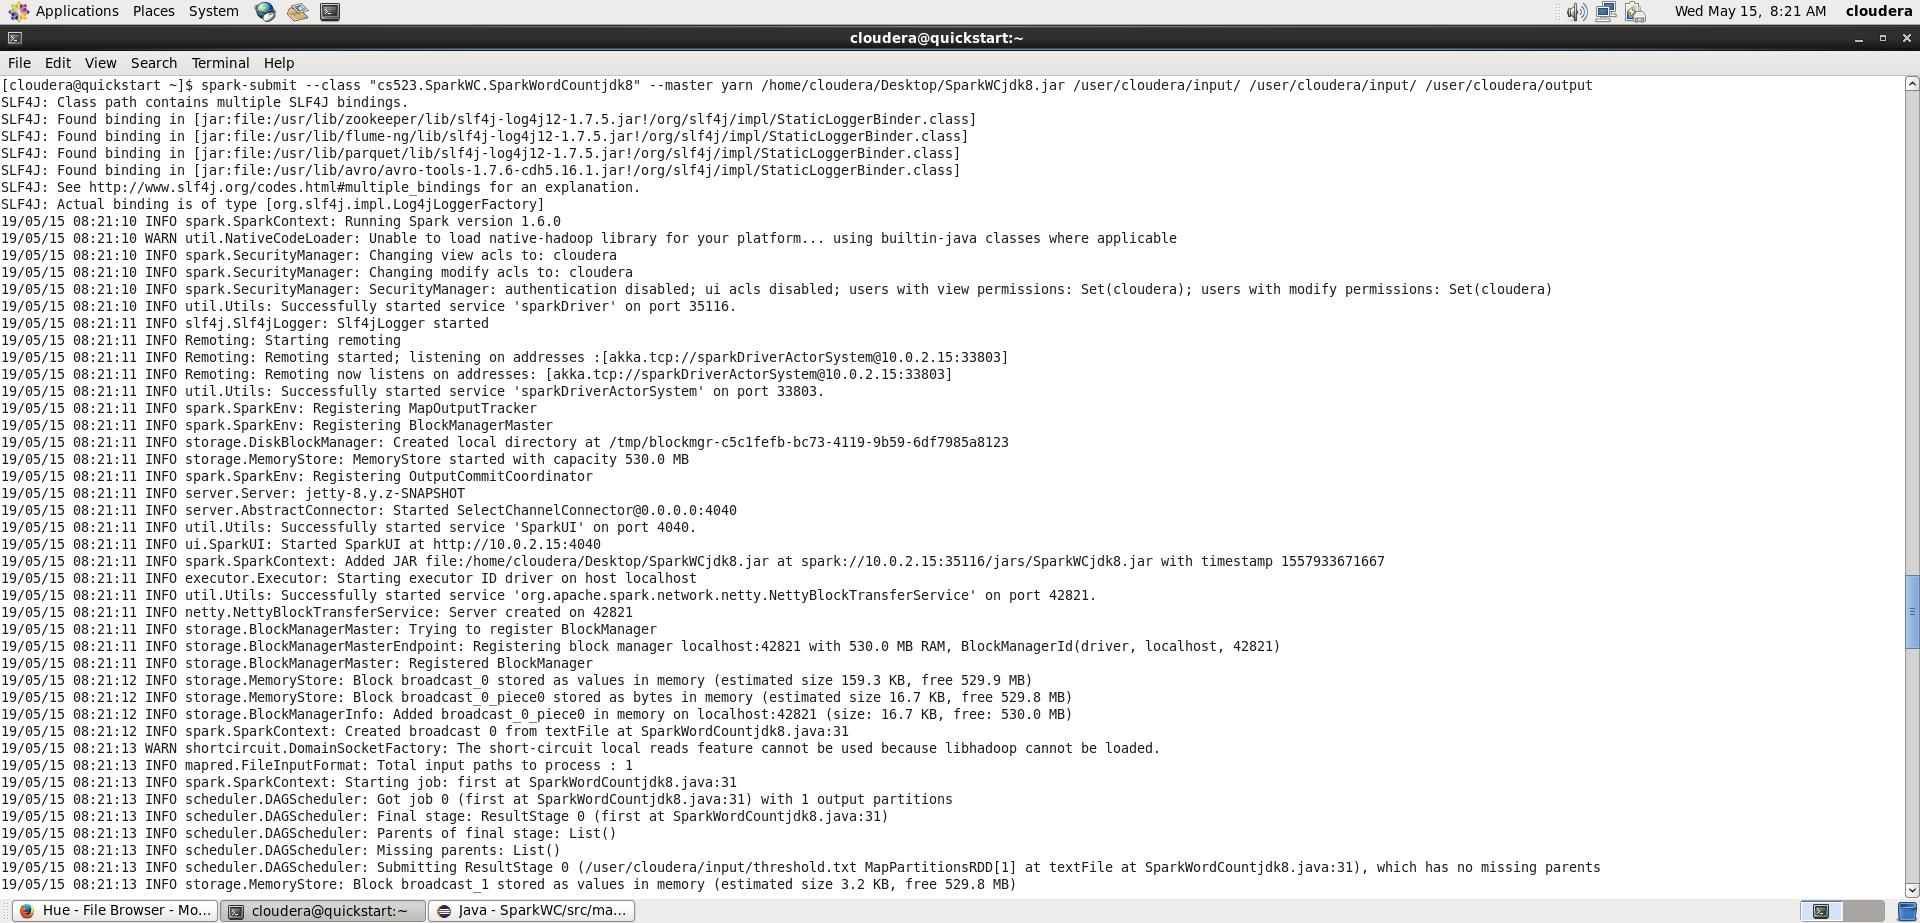 Applications Places System
Wed May 15, 8:21 AM cloudera
cloudera@quickstart:~
File Edit View Search Terminal Help
[cloudera@quickstart ~]$ spark-submit --class "cs523.SparkWC.SparkWordCountjdk8" --master yarn /home/cloudera/Desktop/SparkWCjdk8.jar /user/cloudera/input/ /user/cloudera/input/ /user/cloudera/output
SLF4J: Class path contains multiple SLF4J bindings.
SLF4J: Found binding in [jar:file:/usr/lib/zookeeper/lib/slf4j-log4j12-1.7.5.jar!/org/slf4j/impl/StaticLoggerBinder.class]
SLF4J: Found binding in [jar:file:/usr/lib/flume-ng/lib/slf4j-log4j12-1.7.5.jar!/org/slf4j/impl/StaticLoggerBinder.class]
SLF4J: Found binding in [jar:file:/usr/lib/parquet/lib/slf4j-log4j12-1.7.5.jar!/org/slf4j/impl/StaticLoggerBinder.class]
SLF4J: Found binding in [jar:file:/usr/lib/avro/avro-tools-1.7.6-cdh5.16.1.jar!/org/slf4j/impl/StaticLoggerBinder.class]
SLF4J: See http://www.slf4j.org/codes.html#multiple_bindings for an explanation.
SLF4J: Actual binding is of type [org.slf4j.impl.Log4jLoggerFactory]
19/05/15 08:21:10 INFO spark.SparkContext: Running Spark version 1.6.0
19/05/15 08:21:10 WARN util.NativeCodeLoader: Unable to load native-hadoop library for your platform... using builtin-java classes where applicable
19/05/15 08:21:10 INFO spark.SecurityManager: Changing view acls to: cloudera
19/05/15 08:21:10 INFO spark.SecurityManager: Changing modify acls to: cloudera
19/05/15 08:21:10 INFO spark.SecurityManager: SecurityManager: authentication disabled; ui acls disabled; users with view permissions: Set(cloudera); users with modify permissions: Set(cloudera)
19/05/15 08:21:10 INFO util.Utils: Successfully started service 'sparkDriver' on port 35116.
19/05/15 08:21:11 INFO slf4j.Slf4jLogger: Slf4jLogger started
19/05/15 08:21:11 INFO Remoting: Starting remoting
19/05/15 08:21:11 INFO Remoting: Remoting started; listening on addresses :[akka.tcp://sparkDriverActorSystem@10.0.2.15:33803]
19/05/15 08:21:11 INFO Remoting: Remoting now listens on addresses: [akka.tcp://sparkDriverActorSystem@10.0.2.15:33803]
19/05/15 08:21:11 INFO util.Utils: Successfully started service 'sparkDriverActorSystem' on port 33803.
19/05/15 08:21:11 INFO spark.SparkEnv: Registering MapOutputTracker
19/05/15 08:21:11 INFO spark.SparkEnv: Registering BlockManagerMaster
19/05/15 08:21:11 INFO storage.DiskBlockManager: Created local directory at /tmp/blockmgr-c5c1fefb-bc73-4119-9b59-6df7985a8123
19/05/15 08:21:11 INFO storage.MemoryStore: MemoryStore started with capacity 530.0 MB
19/05/15 08:21:11 INFO spark.SparkEnv: Registering OutputCommitCoordinator
19/05/15 08:21:11 INFO server.Server: jetty-8.y.z-SNAPSHOT
19/05/15 08:21:11 INFO server.AbstractConnector: Started SelectChannelConnector@0.0.0.0:4040
19/05/15 08:21:11 INFO util.Utils: Successfully started service 'SparkUI' on port 4040.
19/05/15 08:21:11 INFO ui.SparkUI: Started SparkUI at http://10.0.2.15:4040
19/05/15 08:21:11 INFO spark.SparkContext: Added JAR file:/home/cloudera/Desktop/SparkWCjdk8.jar at spark://10.0.2.15:35116/jars/SparkWCjdk8.jar with timestamp 1557933671667
19/05/15 08:21:11 INFO executor.Executor: Starting executor ID driver on host localhost
19/05/15 08:21:11 INFO util.Utils: Successfully started service 'org.apache.spark.network.netty.NettyBlockTransferService' on port 42821.
19/05/15 08:21:11 INFO netty.NettyBlockTransferService: Server created on 42821
19/05/15 08:21:11 INFO storage.BlockManagerMaster: Trying to register BlockManager
19/05/15 08:21:11 INFO storage.BlockManagerMasterEndpoint: Registering block manager localhost:42821 with 530.0 MB RAM, BlockManagerId(driver, localhost, 42821)
19/05/15 08:21:11 INFO storage.BlockManagerMaster: Registered BlockManager
19/05/15 08:21:12 INFO storage.MemoryStore: Block broadcast_0 stored as values in memory (estimated size 159.3 KB, free 529.9 MB)
19/05/15 08:21:12 INFO storage.MemoryStore: Block broadcast_0_piece0 stored as bytes in memory (estimated size 16.7 KB, free 529.8 MB)
19/05/15 08:21:12 INFO storage.BlockManagerInfo: Added broadcast_0_piece0 in memory on localhost:42821 (size: 16.7 KB, free: 530.0 MB)
19/05/15 08:21:12 INFO spark.SparkContext: Created broadcast 0 from textFile at SparkWordCountjdk8.java:31
19/05/15 08:21:13 WARN shortcircuit.DomainSocketFactory: The short-circuit local reads feature cannot be used because libhadoop cannot be loaded.
19/05/15 08:21:13 INFO mapred.FileInputFormat: Total input paths to process : 1
19/05/15 08:21:13 INFO spark.SparkContext: Starting job: first at SparkWordCountjdk8.java:31
19/05/15 08:21:13 INFO scheduler.DAGScheduler: Got job 0 (first at SparkWordCountjdk8.java:31) with 1 output partitions
19/05/15 08:21:13 INFO scheduler.DAGScheduler: Final stage: ResultStage 0 (first at SparkWordCountjdk8.java:31)
19/05/15 08:21:13 INFO scheduler.DAGScheduler: Parents of final stage: List()
19/05/15 08:21:13 INFO scheduler.DAGScheduler: Missing parents: List()
19/05/15 08:21:13 INFO scheduler.DAGScheduler: Submitting ResultStage 0 (/user/cloudera/input/threshold.txt MapPartitionsRDD[1] at textFile at SparkWordCountjdk8.java:31), which has no missing parents
19/05/15 08:21:13 INFO storage.MemoryStore: Block broadcast_1 stored as values in memory (estimated size 3.2 KB, free 529.8 MB)
Hue - File Browser - Mo... cloudera@quickstart:~ Java - SparkWC/src/ma...